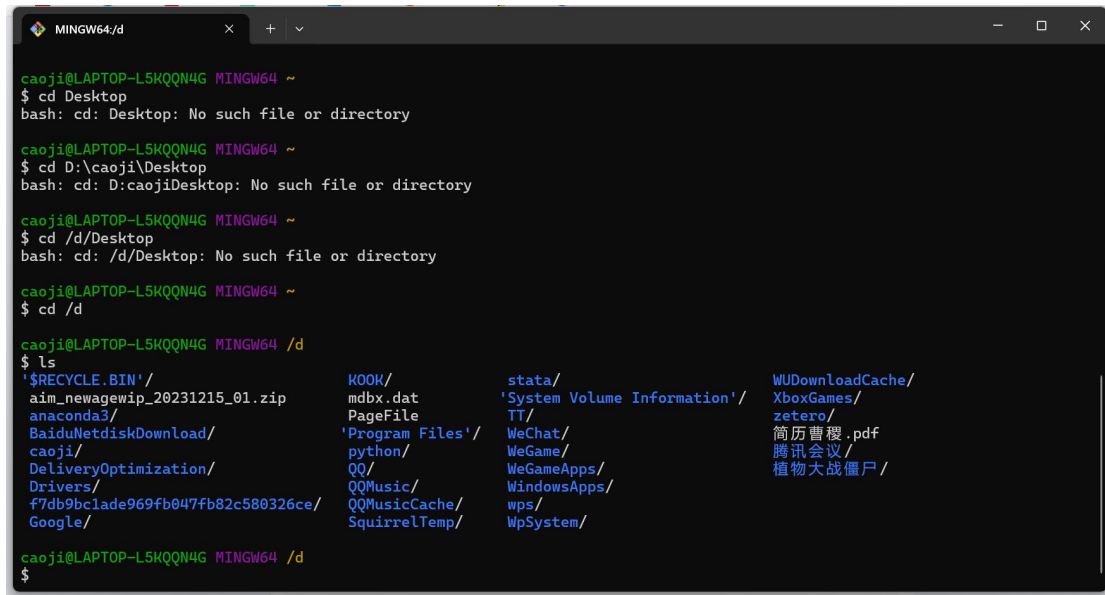 MINGW64:/d
caoji@LAPTOP-L5KQQN4G MINGW64 ~
$ cd Desktop
bash: cd: Desktop: No such file or directory
caoji@LAPTOP-L5KQQN4G MINGW64 ~
$ cd D:\caoji\Desktop
bash: cd: D:caojiDesktop: No such file or directory
caoji@LAPTOP-L5KQQN4G MINGW64 ~
$ cd /d/Desktop
bash: cd: /d/Desktop: No such file or directory
caoji@LAPTOP-L5KQQN4G MINGW64 ~
$ cd /d
caoji@LAPTOP-L5KQQN4G MINGW64 /d
$ ls
'$RECYCLE.BIN'/ KOOK/ stata/ WUDownloadCache/
aim_newagewip_20231215_01.zip mdbx.dat 'System Volume Information'/ XboxGames/
anaconda3/ PageFile TT/ zetero/
BaiduNetdiskDownload/ 'Program Files'/ WeChat/ 简历曹稷.pdf
caoji/ python/ WeGame/ 腾讯会议/
DeliveryOptimization/ QQ/ WeGameApps/ 植物大战僵尸/
Drivers/ QQMusic/ WindowsApps/
f7db9bc1ade969fb047fb82c580326ce/ QQMusicCache/ wps/
Google/ SquirrelTemp/ WpSystem/
caoji@LAPTOP-L5KQQN4G MINGW64 /d
$